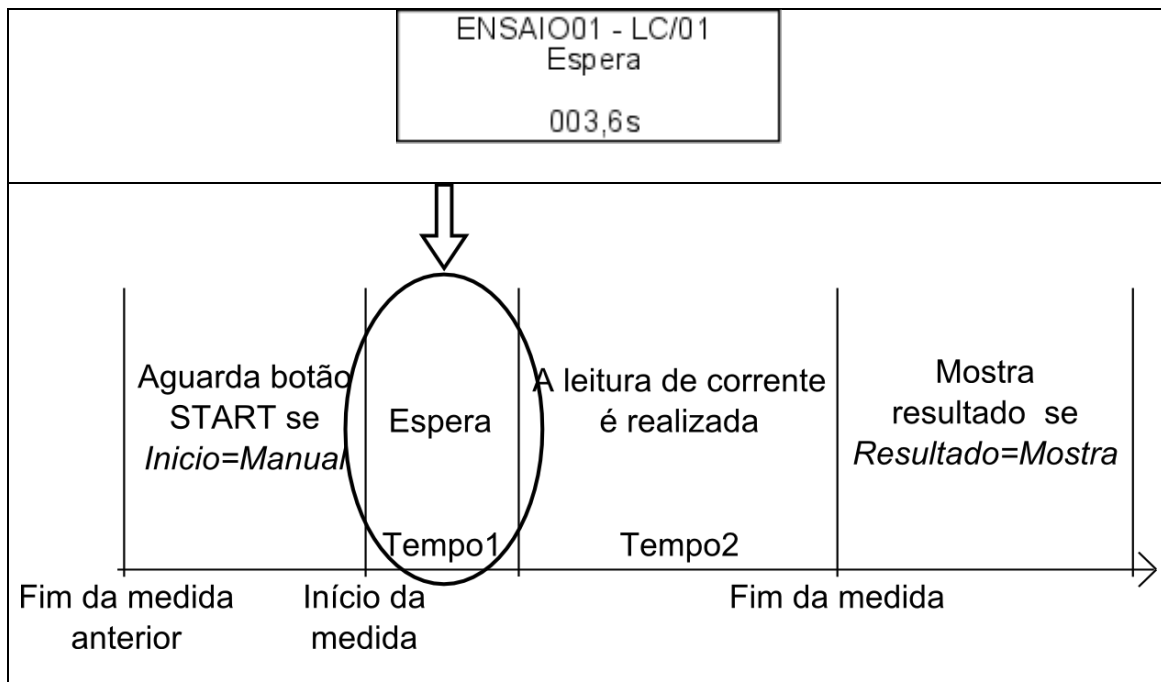 ENSAIO01 - LC/01
Espera
003,6s
Aguarda botão
START se
Inicio=Manual
Espera
A leitura de corrente
é realizada
Mostra
resultado se
Resultado=Mostra
Tempo1
Tempo2
Fim da medida
anterior
Início da
medida
Fim da medida